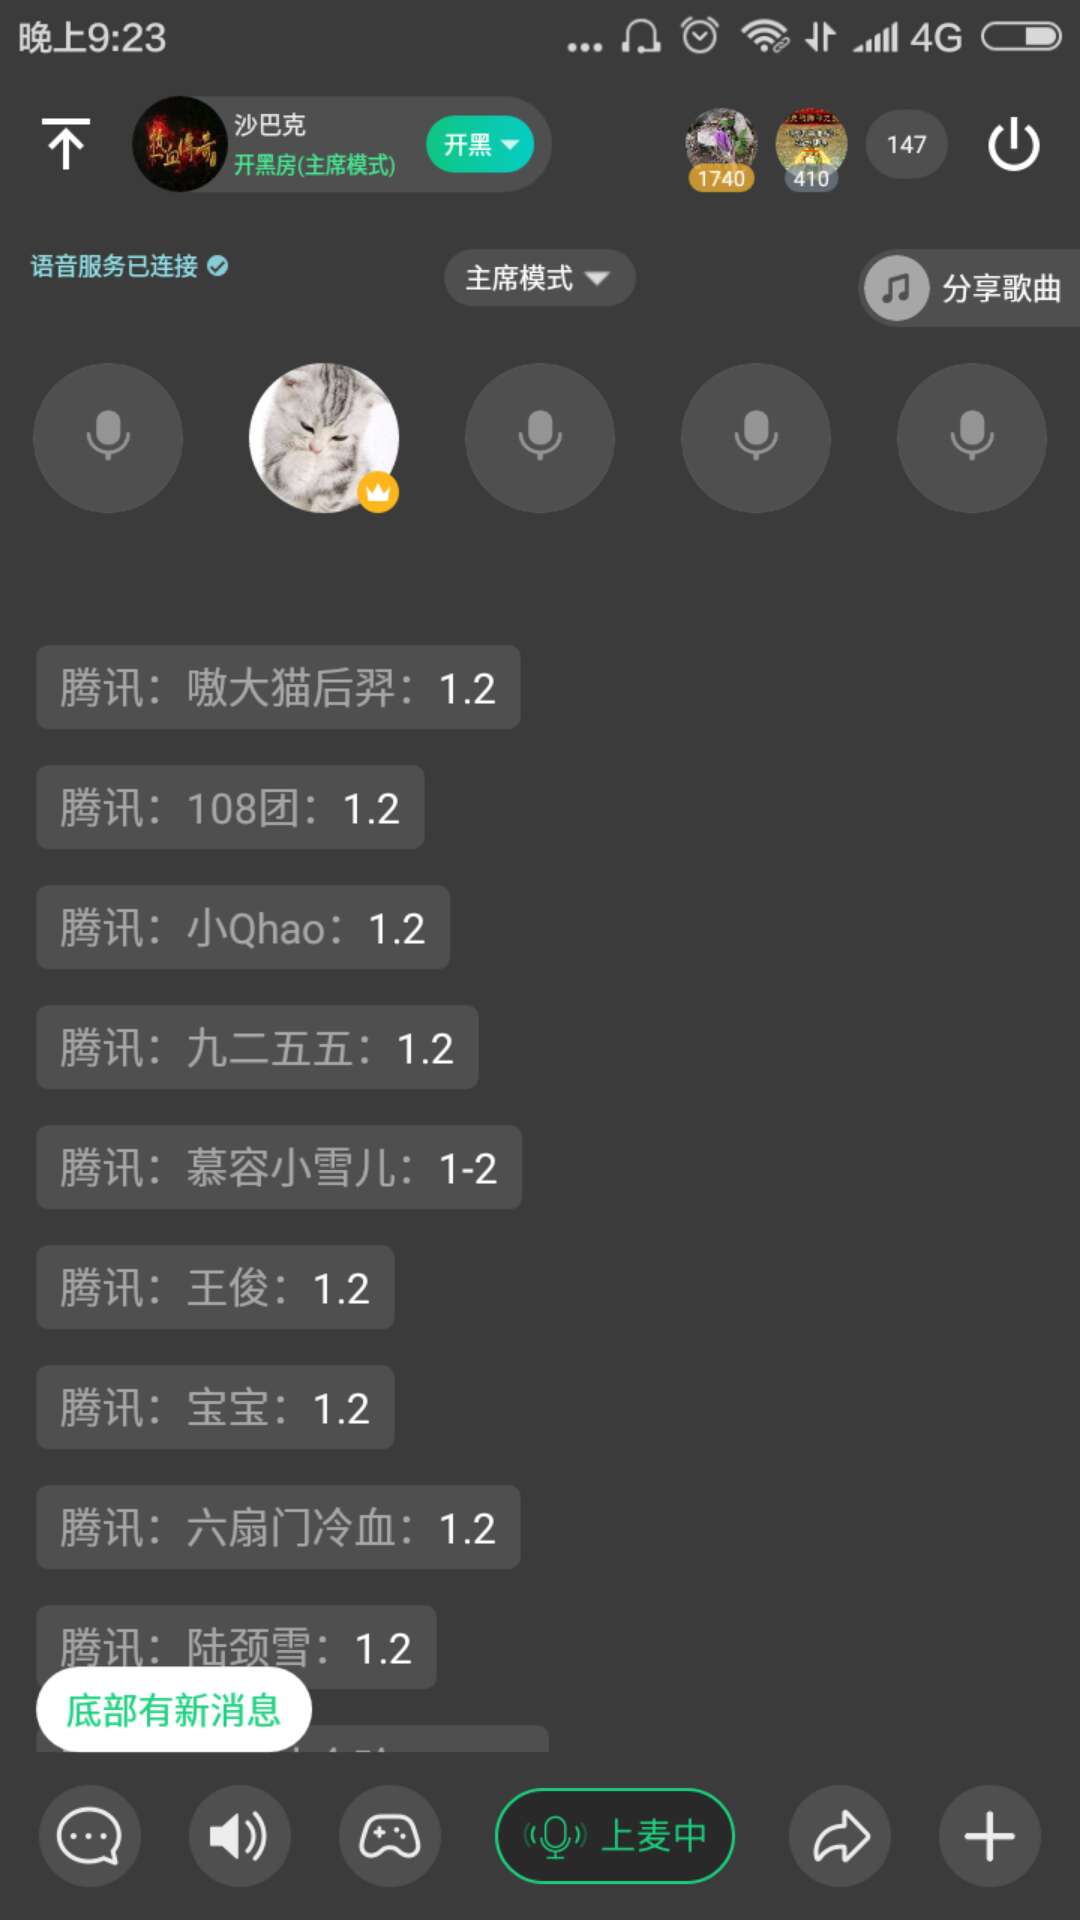 晚上9:23
4G
热血传奇
沙巴克
开黑房(主席模式)
开黑
1740
410
147
语音服务已连接
主席模式
分享歌曲
腾讯：嗷大猫后羿：1.2
腾讯：108团：1.2
腾讯：小Qhao：1.2
腾讯：九二五五：1.2
腾讯：慕容小雪儿：1-2
腾讯：王俊：1.2
腾讯：宝宝：1.2
腾讯：六扇门冷血：1.2
腾讯：陆颈雪：1.2
底部有新消息
上麦中